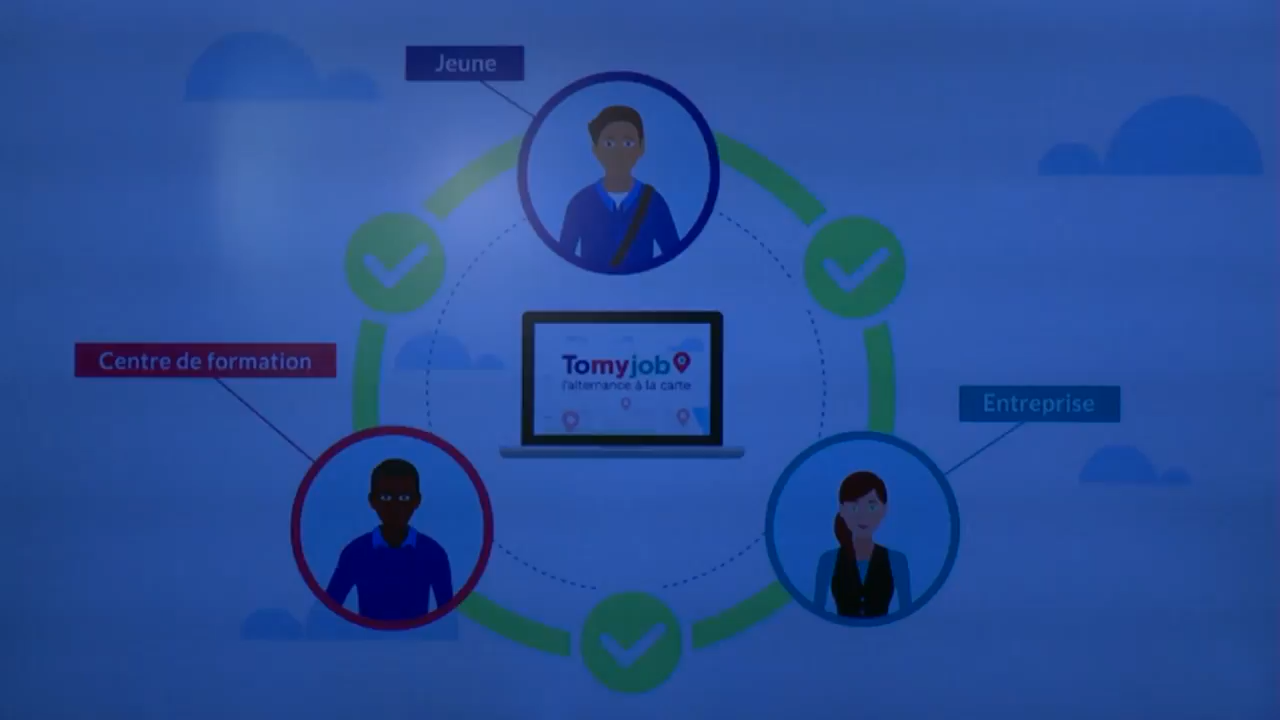 Jeune
Centre de formation
Tomyjob
l'alternance à la carte
Entreprise